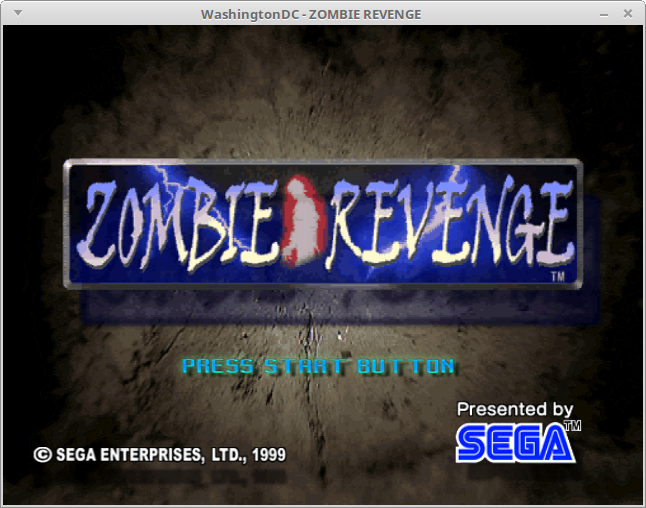 WashingtonDC - ZOMBIE REVENGE
ZOMBIE REVENGE
TM
PRESS START BUTTON
Presented by
SEGA TM
© SEGA ENTERPRISES, LTD., 1999